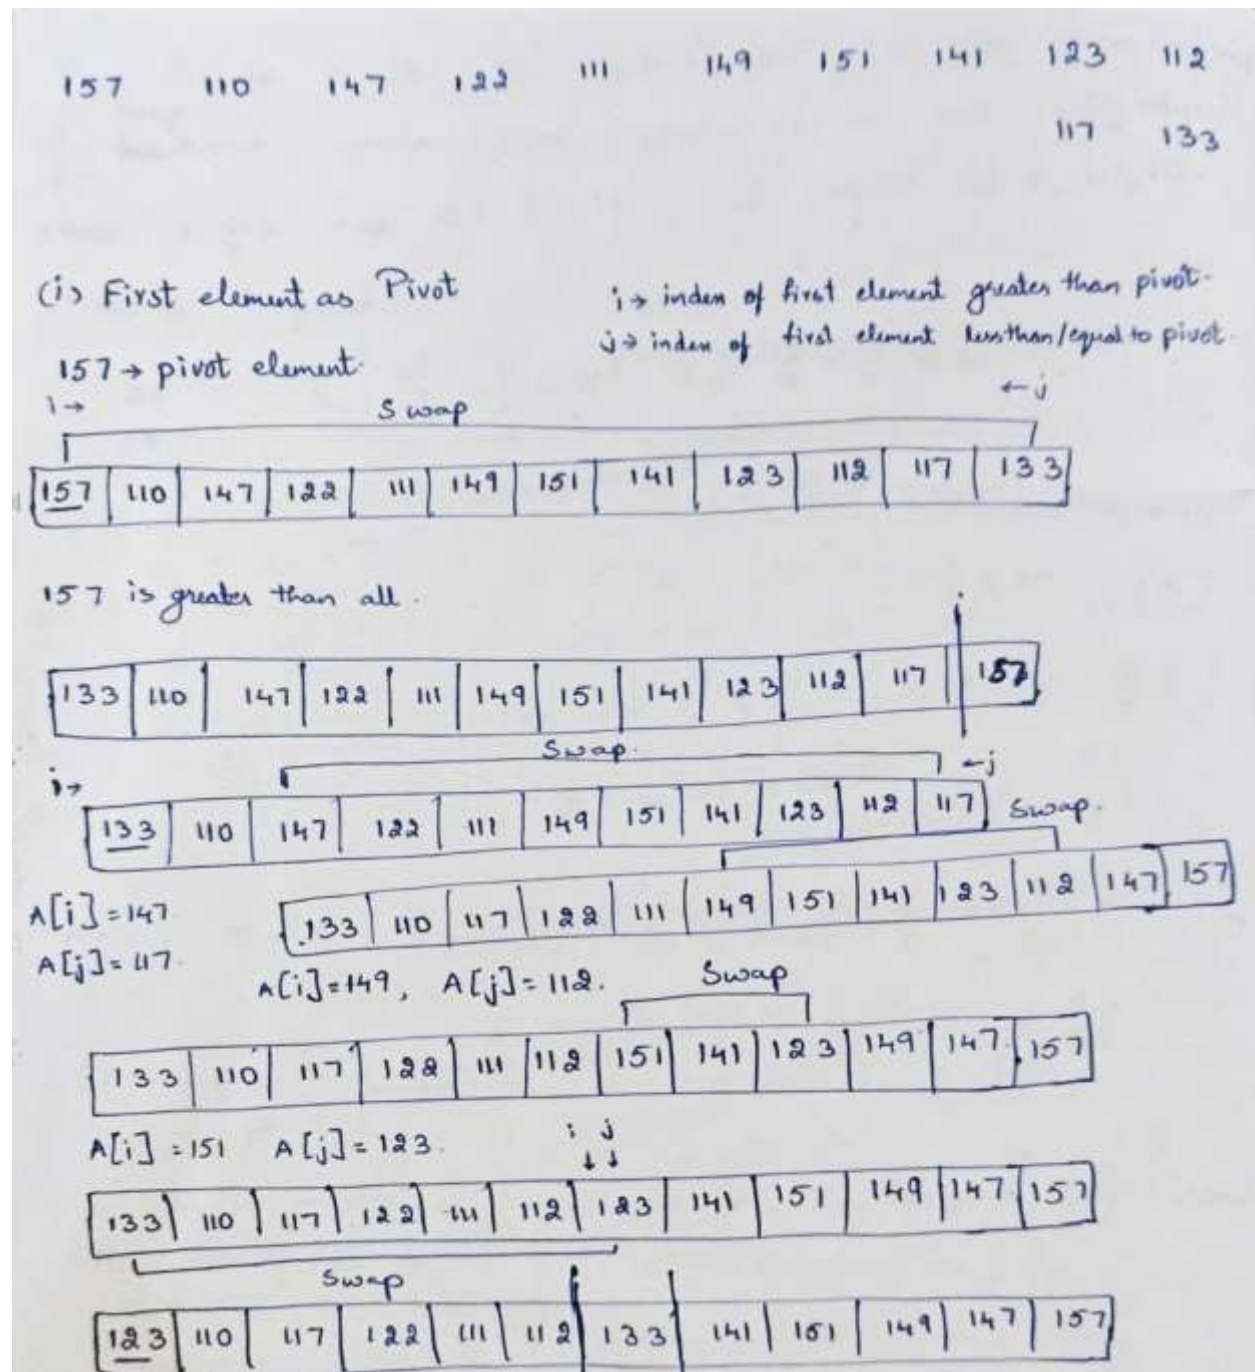 157 110 147 122 111 149 151 141 123 112
117 133
(i) First element as Pivot
i → index of first element greater than pivot.
j → index of first element lessthan/equal to pivot.
157 → pivot element.
i → Swap ← j
157 110 147 122 111 149 151 141 123 112 117 133
157 is greater than all.
133 110 147 122 111 149 151 141 123 112 117 157
Swap.
i → ← j
133 110 147 122 111 149 151 141 123 112 117
Swap.
A[i] = 147
A[j] = 117.
133 110 117 122 111 149 151 141 123 112 147 157
A[i] = 149, A[j] = 112.
Swap
133 110 117 122 111 112 151 141 123 149 147 157
A[i] = 151 A[j] = 123.
i j
↓ ↓
133 110 117 122 111 112 123 141 151 149 147 157
Swap
123 110 117 122 111 112 133 141 151 149 147 157